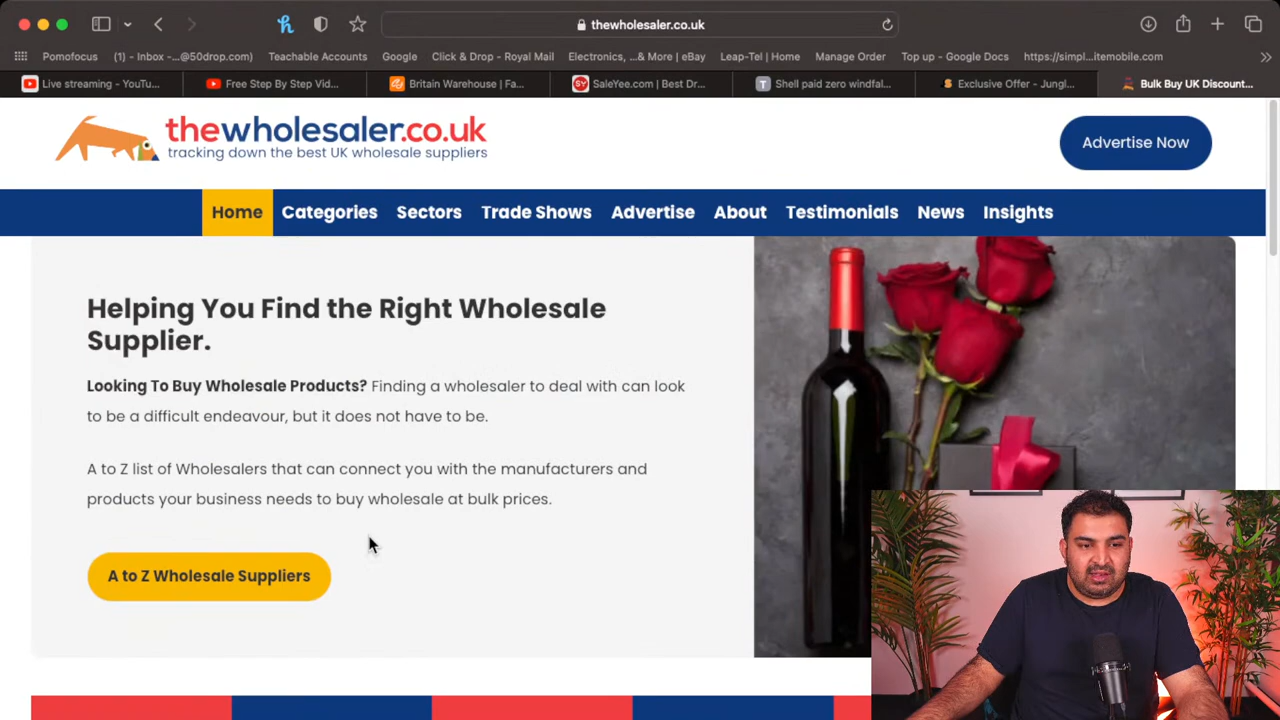 thewholesaler.co.uk
Pomofocus
(1) - Inbox -...@50drop.com)
Teachable Accounts
Google
Click & Drop - Royal Mail
Electronics, ...& More | eBay
Leap-Tel | Home
Manage Order
Top up - Google Docs
https://simpl...itemobile.com
Live streaming - YouTu...
Free Step By Step Vid...
Britain Warehouse | Fa...
SaleYee.com | Best Dr...
Shell paid zero windfal...
Exclusive Offer - Jungl...
Bulk Buy UK Discount...
thewholesaler.co.uk
tracking down the best UK wholesale suppliers
Advertise Now
Home
Categories
Sectors
Trade Shows
Advertise
About
Testimonials
News
Insights
Helping You Find the Right Wholesale
Supplier.
Looking To Buy Wholesale Products? Finding a wholesaler to deal with can look
to be a difficult endeavour, but it does not have to be.
A to Z list of Wholesalers that can connect you with the manufacturers and
products your business needs to buy wholesale at bulk prices.
A to Z Wholesale Suppliers